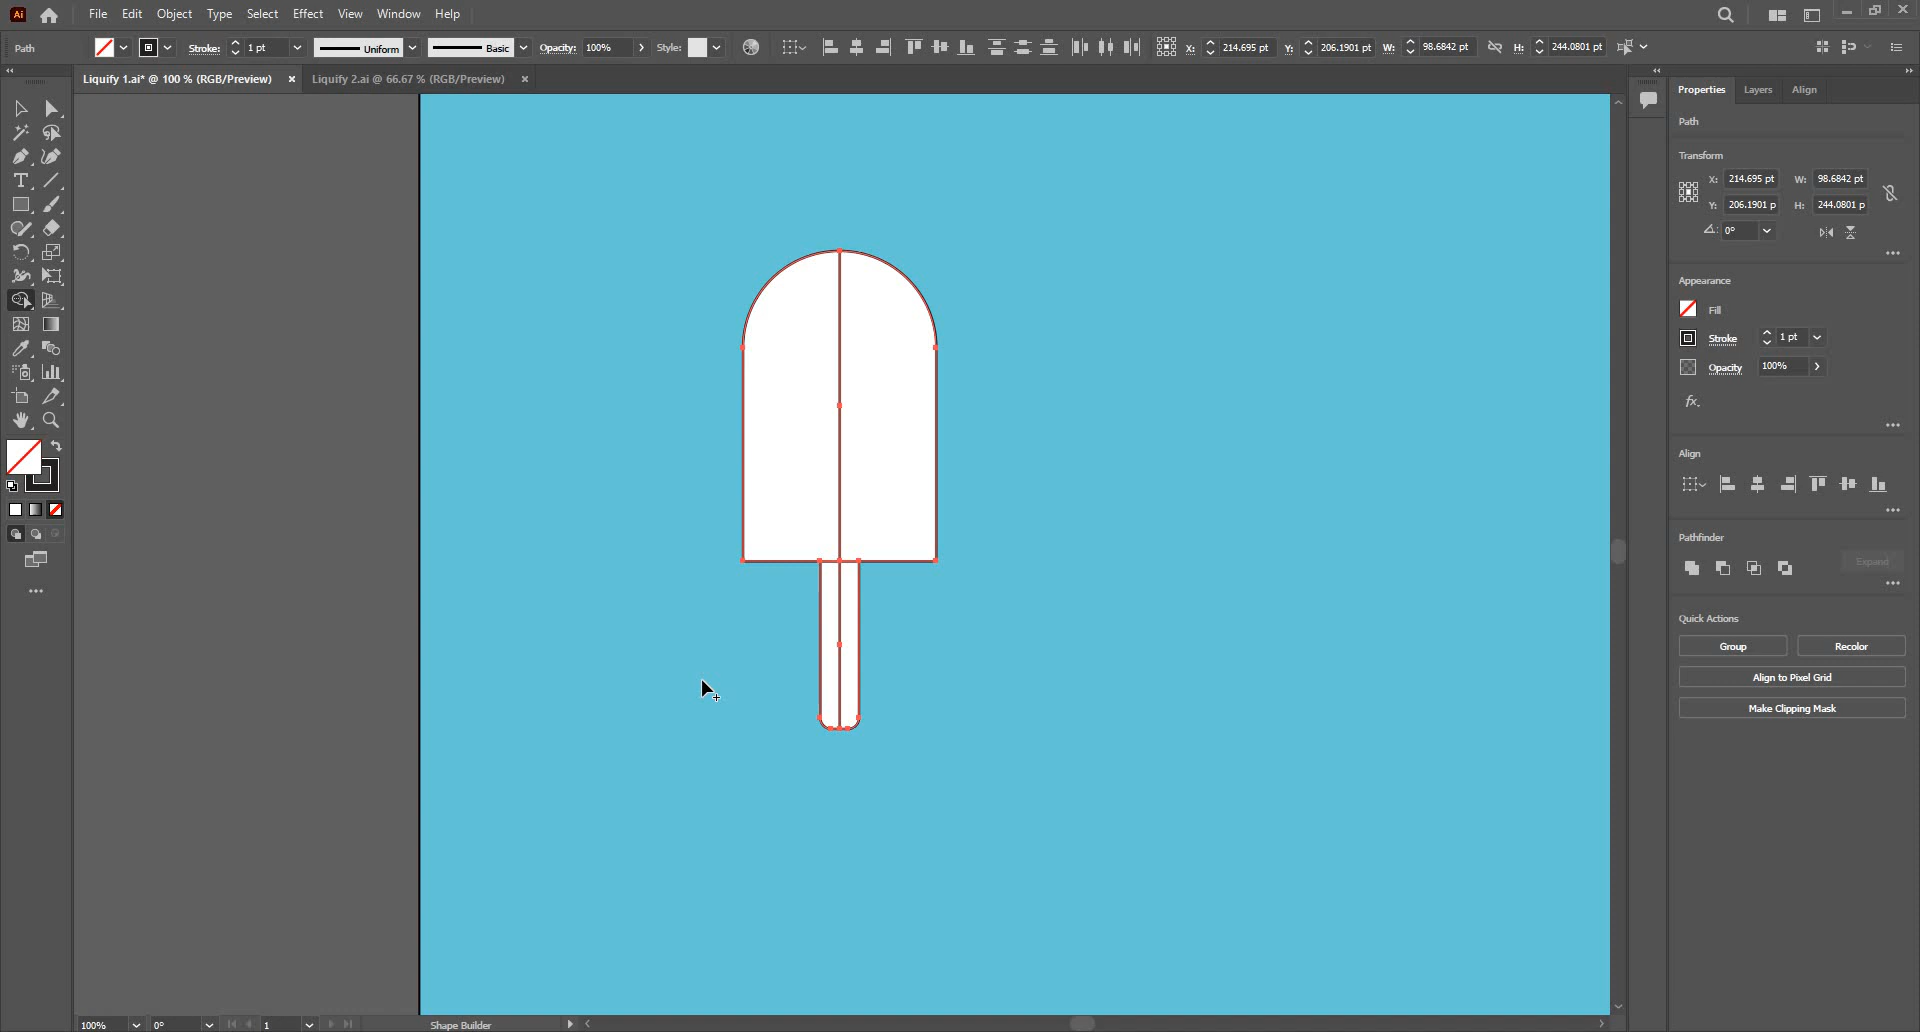 Ai File Edit Object Type Select Effect View Window Help
Path Stroke: 1 pt Uniform Basic Opacity: 100% Style: X: 214.695 pt Y: 206.1901 pt W: 98.6842 pt H: 244.0801 pt
Liquify 1.ai* @ 100 % (RGB/Preview) × Liquify 2.ai @ 66.67 % (RGB/Preview) ×
Properties Layers Align
Path
Transform
X: 214.695 pt W: 98.6842 pt
Y: 206.1901 p H: 244.0801 p
0°
Appearance
Fill
Stroke 1 pt
Opacity 100%
fx.
Align
Pathfinder
Expand
Quick Actions
Group Recolor
Align to Pixel Grid
Make Clipping Mask
100% 0° 1 Shape Builder